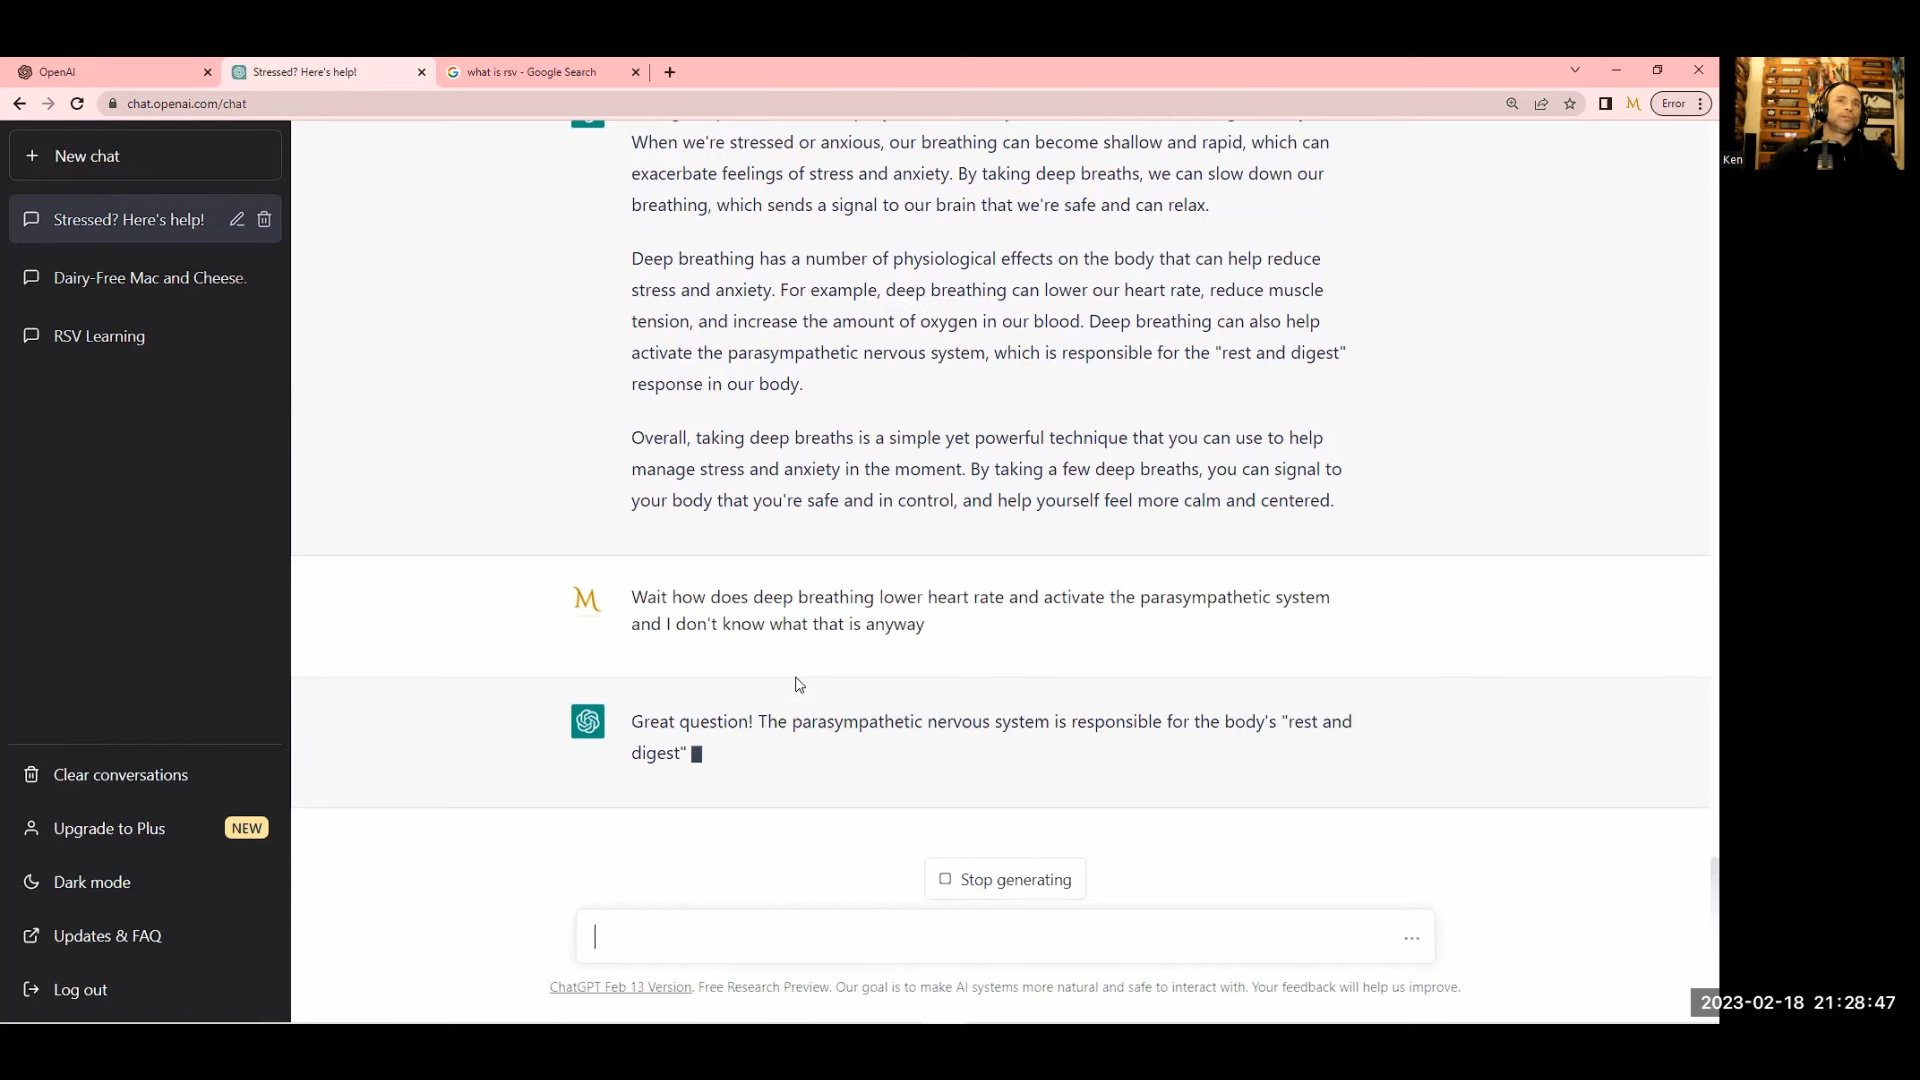 OpenAI
Stressed? Here's help!
what is rsv - Google Search
chat.openai.com/chat
M
Error
New chat
Stressed? Here's help!
Dairy-Free Mac and Cheese.
RSV Learning
Clear conversations
Upgrade to Plus
NEW
Dark mode
Updates & FAQ
Log out
When we're stressed or anxious, our breathing can become shallow and rapid, which can
exacerbate feelings of stress and anxiety. By taking deep breaths, we can slow down our
breathing, which sends a signal to our brain that we're safe and can relax.
Deep breathing has a number of physiological effects on the body that can help reduce
stress and anxiety. For example, deep breathing can lower our heart rate, reduce muscle
tension, and increase the amount of oxygen in our blood. Deep breathing can also help
activate the parasympathetic nervous system, which is responsible for the "rest and digest"
response in our body.
Overall, taking deep breaths is a simple yet powerful technique that you can use to help
manage stress and anxiety in the moment. By taking a few deep breaths, you can signal to
your body that you're safe and in control, and help yourself feel more calm and centered.
M
Wait how does deep breathing lower heart rate and activate the parasympathetic system
and I don't know what that is anyway
Great question! The parasympathetic nervous system is responsible for the body's "rest and
digest"
Stop generating
ChatGPT Feb 13 Version. Free Research Preview. Our goal is to make AI systems more natural and safe to interact with. Your feedback will help us improve.
Ken
2023-02-18 21:28:47